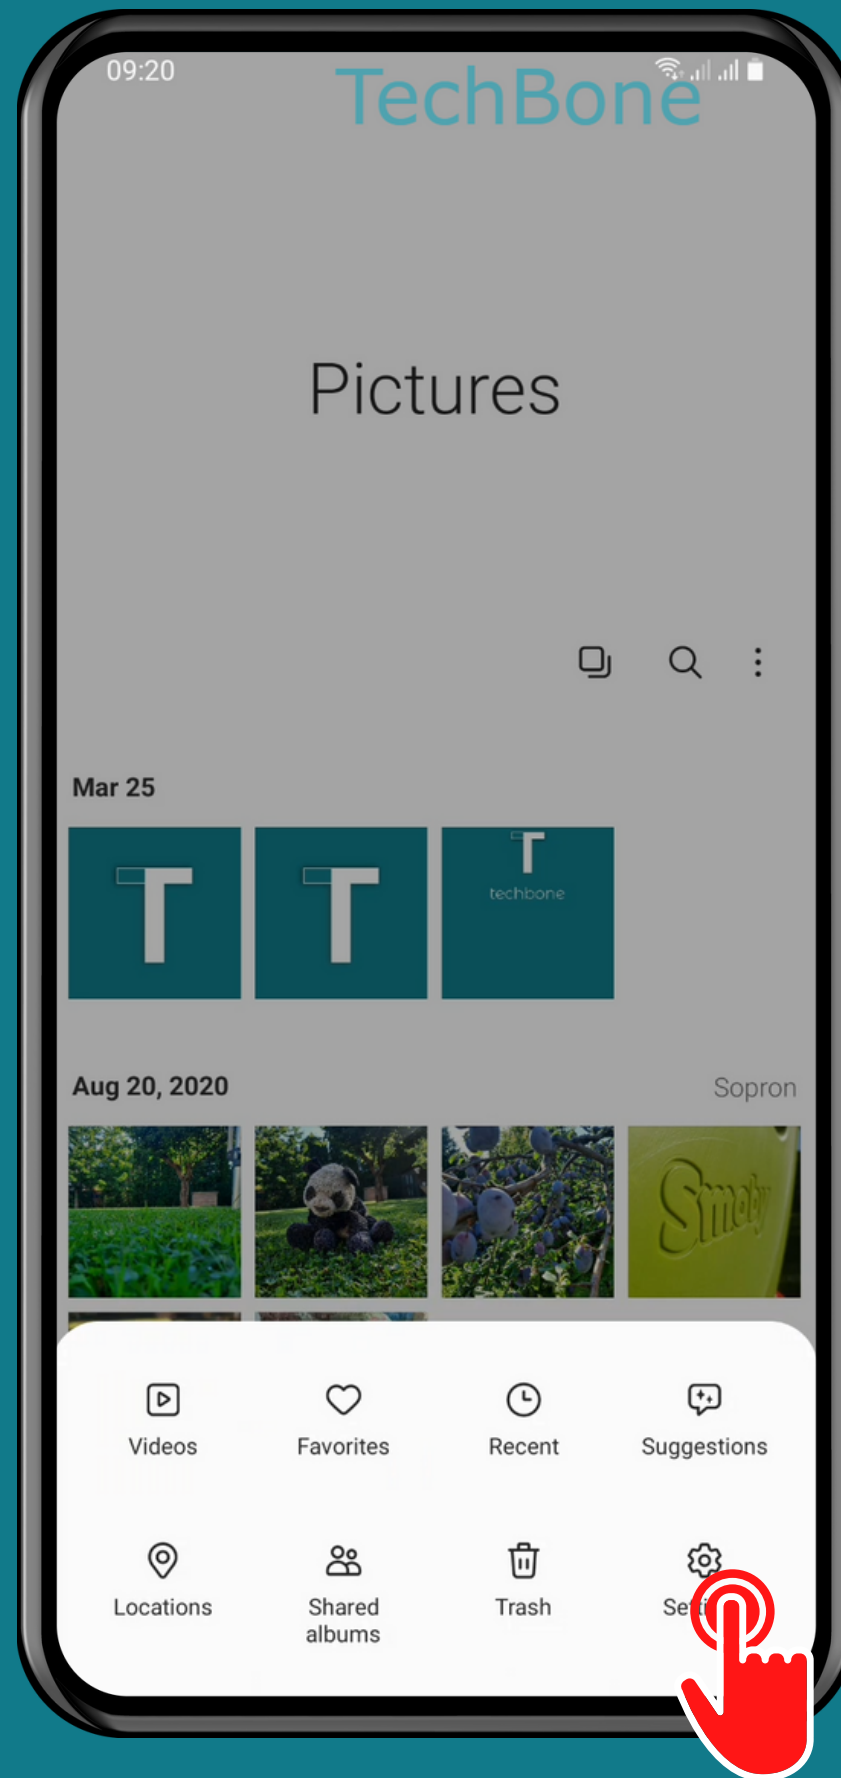 09:20
TechBone
Pictures
Mar 25
T
T
T
techbone
Aug 20, 2020
Sopron
Smoby
Videos
Favorites
Recent
Suggestions
Locations
Shared
albums
Trash